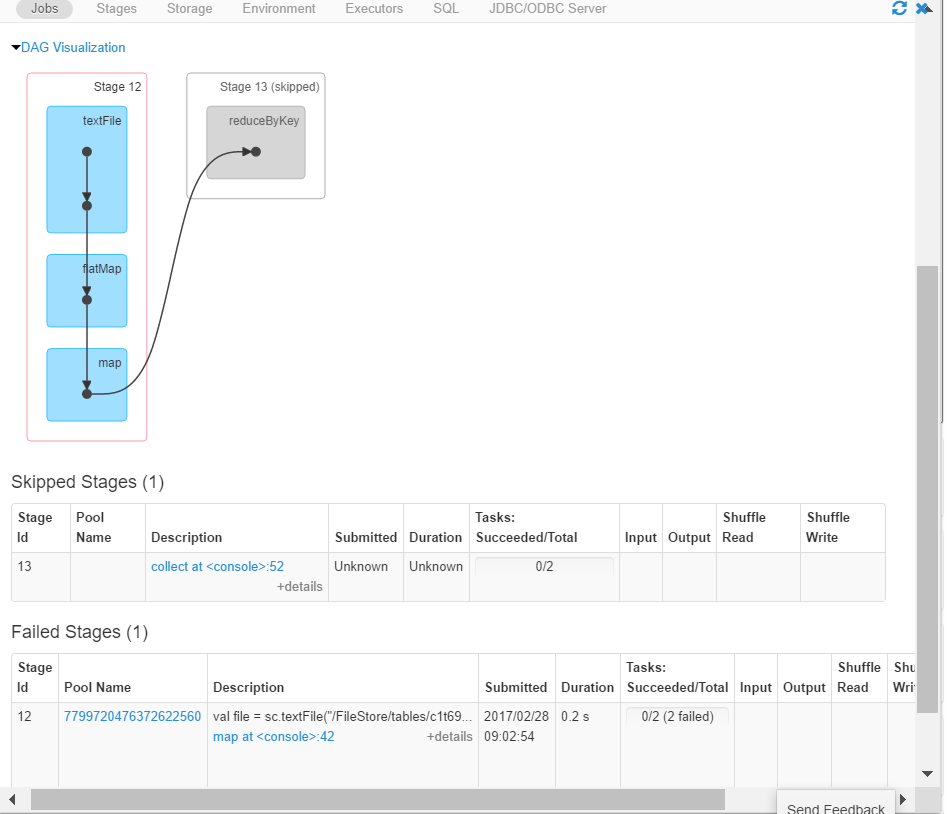 Jobs Stages Storage Environment Executors SQL JDBC/ODBC Server
DAG Visualization
Stage 12
Stage 13 (skipped)
textFile
reduceByKey
flatMap
map
Skipped Stages (1)
Stage Id Pool Name Description Submitted Duration Tasks: Succeeded/Total Input Output Shuffle Read Shuffle Write
13 collect at <console>:52 Unknown Unknown 0/2
+details
Failed Stages (1)
Stage Id Pool Name Description Submitted Duration Tasks: Succeeded/Total Input Output Shuffle Read Shu Wri
12 7799720476372622560 val file = sc.textFile("/FileStore/tables/c1t69... 2017/02/28 0.2 s 0/2 (2 failed)
map at <console>:42 +details 09:02:54
Send Feedback